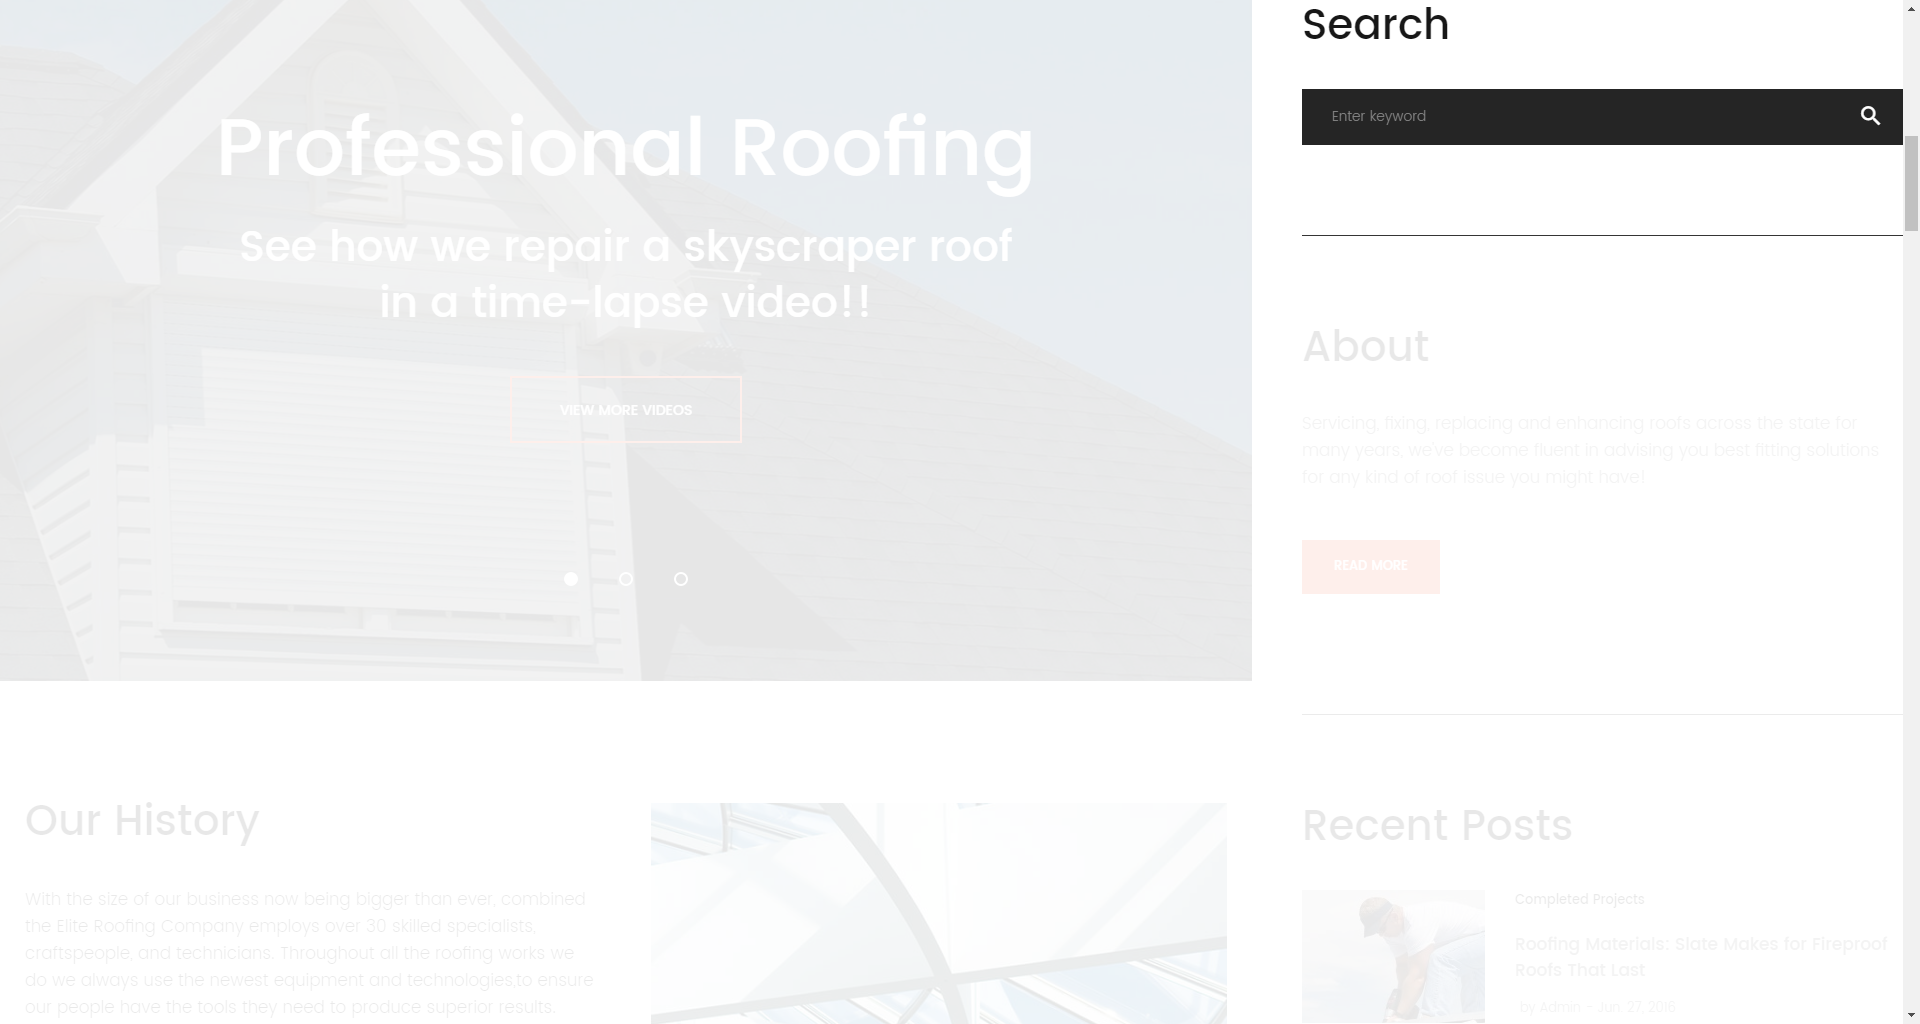 Search
Enter keyword
Professional Roofing
See how we repair a skyscraper roof
in a time-lapse video!!
VIEW MORE VIDEOS
About
Servicing, fixing, replacing and enhancing roofs across the state for
many years, we've become fluent in advising you best fitting solutions
for any kind of roof issue you might have!
READ MORE
Our History
With the size of our business now being bigger than ever, combined
the Elite Roofing Company employs over 30 skilled specialists,
craftspeople, and technicians. Throughout all the roofing works we
do we always use the newest equipment and technologies,to ensure
our people have the tools they need to produce superior results.
Recent Posts
Completed Projects
Roofing Materials: Slate Makes for Fireproof
Roofs That Last
by Admin - Jun .27, 2016